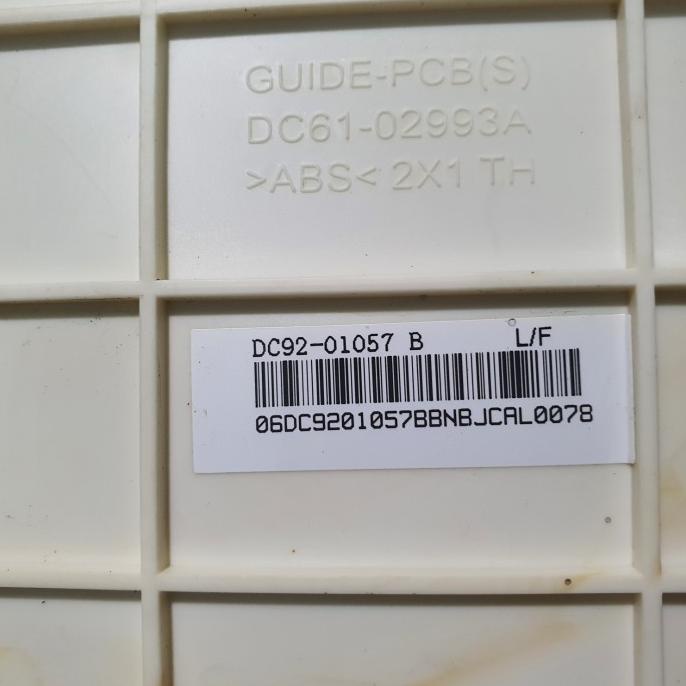 GUIDE-PCB(S)
DC61-02993A
>ABS< 2X1 TH
DC92-01057 B L/F
06DC9201057BBNBJCAL0078